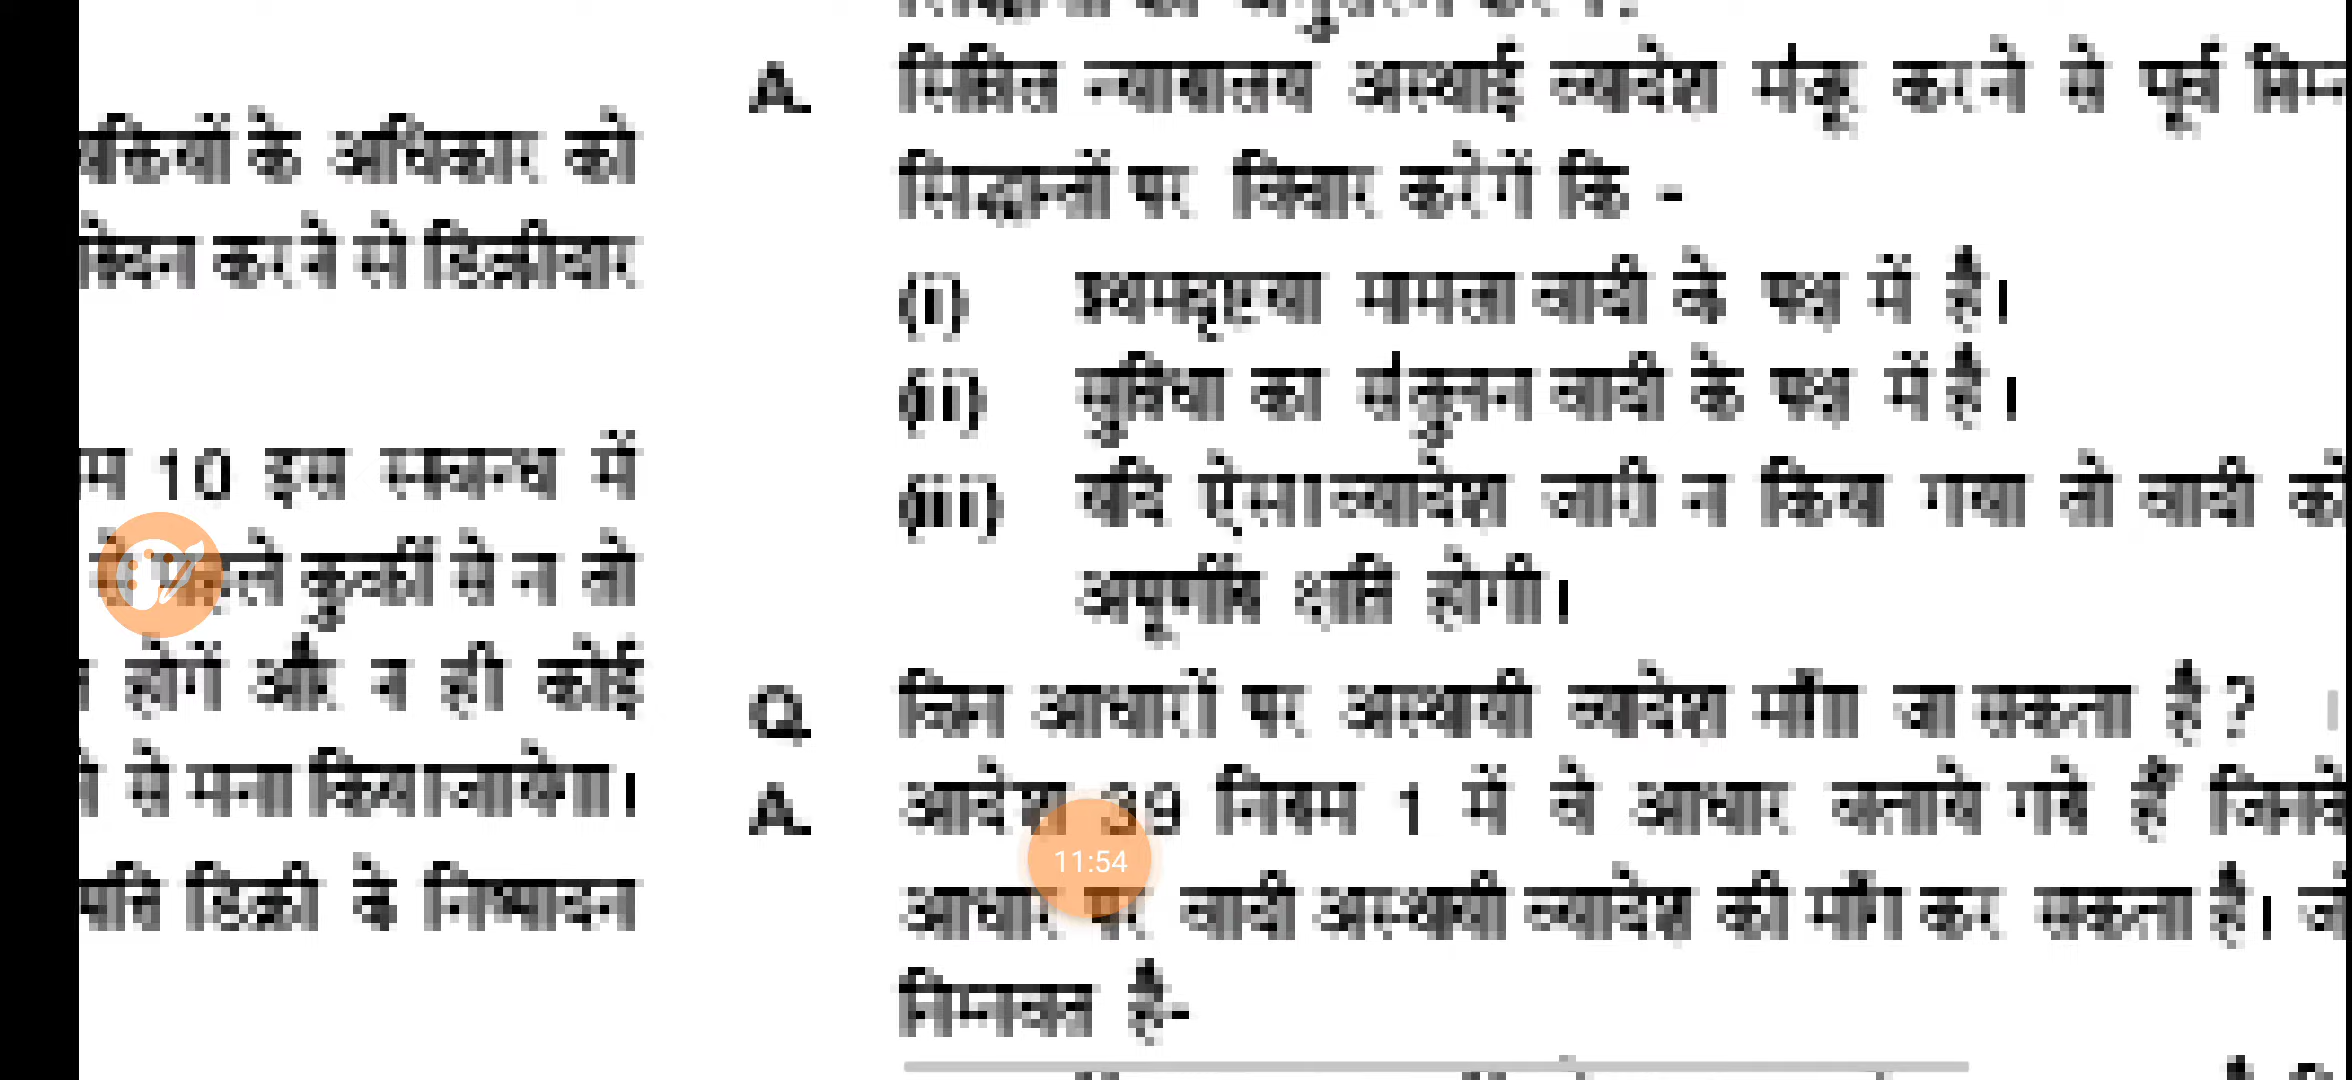 के अधिकार को
करने से डिक्रीदार
10 इस सम्बन्ध में
कुर्की से न तो
होगें और न ही कोई
से मना किया जायेगा।
डिक्री के निष्पादन
A. सिविल न्यायालय अस्थाई व्यादेश मंजूर करने से पूर्व निम्न
सिद्धान्तों पर विचार करेगें कि -
(i) प्रथमदृष्टया मामला वादी के पक्ष में है।
(ii) सुविधा का संतुलन वादी के पक्ष में है।
(iii) यदि ऐसा व्यादेश जारी न किया गया तो वादी को
अपूर्णीय क्षति होगी।
Q. किन आधारों पर अस्थायी व्यादेश माँगा जा सकता है?
A. आदेश 39 नियम 1 में वे आधार बताये गये हैं जिनके
आधार पर वादी अस्थायी व्यादेश की माँग कर सकता है। जो
निम्नवत है-
11:54